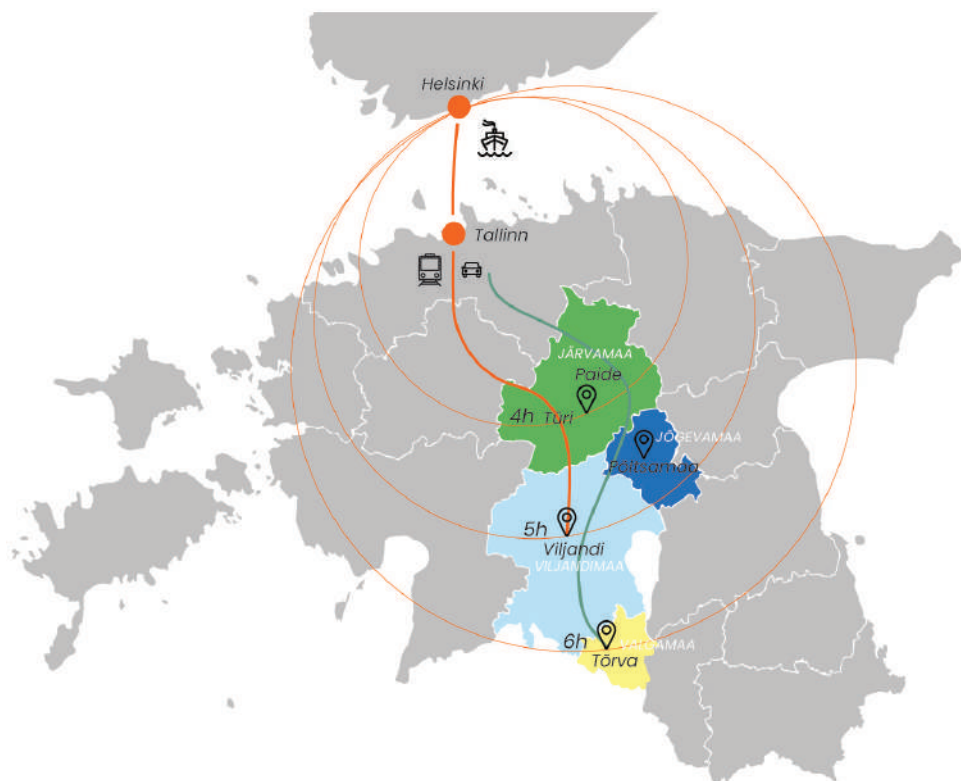 Helsinki
Tallinn
JÄRVAMAA
Paide
4h Türi
JÕGEVAMAA
Põltsamaa
5h
Viljandi
VILJANDIMAA
6h
VALGAMAA
Tõrva